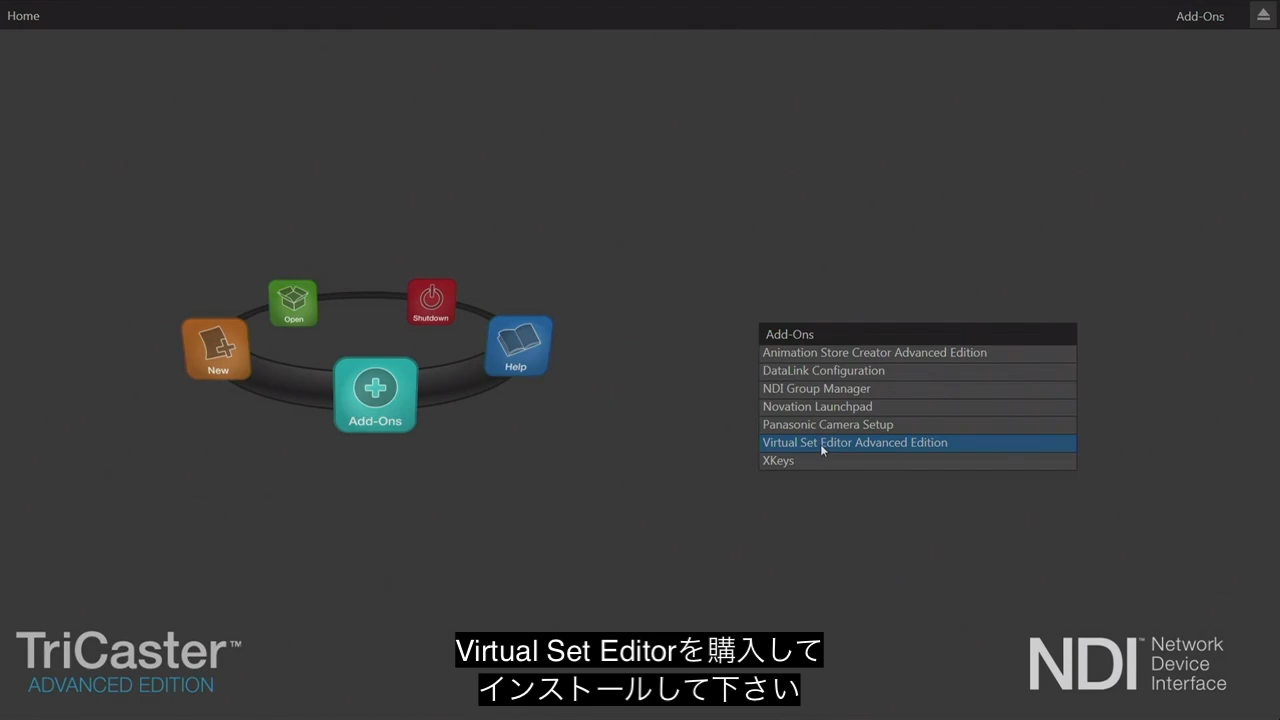 Home
Add-Ons
Open
Shutdown
New
Help
Add-Ons
Add-Ons
Animation Store Creator Advanced Edition
DataLink Configuration
NDI Group Manager
Novation Launchpad
Panasonic Camera Setup
Virtual Set Editor Advanced Edition
XKeys
TriCaster™
ADVANCED EDITION
Virtual Set Editorを購入して
インストールして下さい
NDI™
Network
Device
Interface